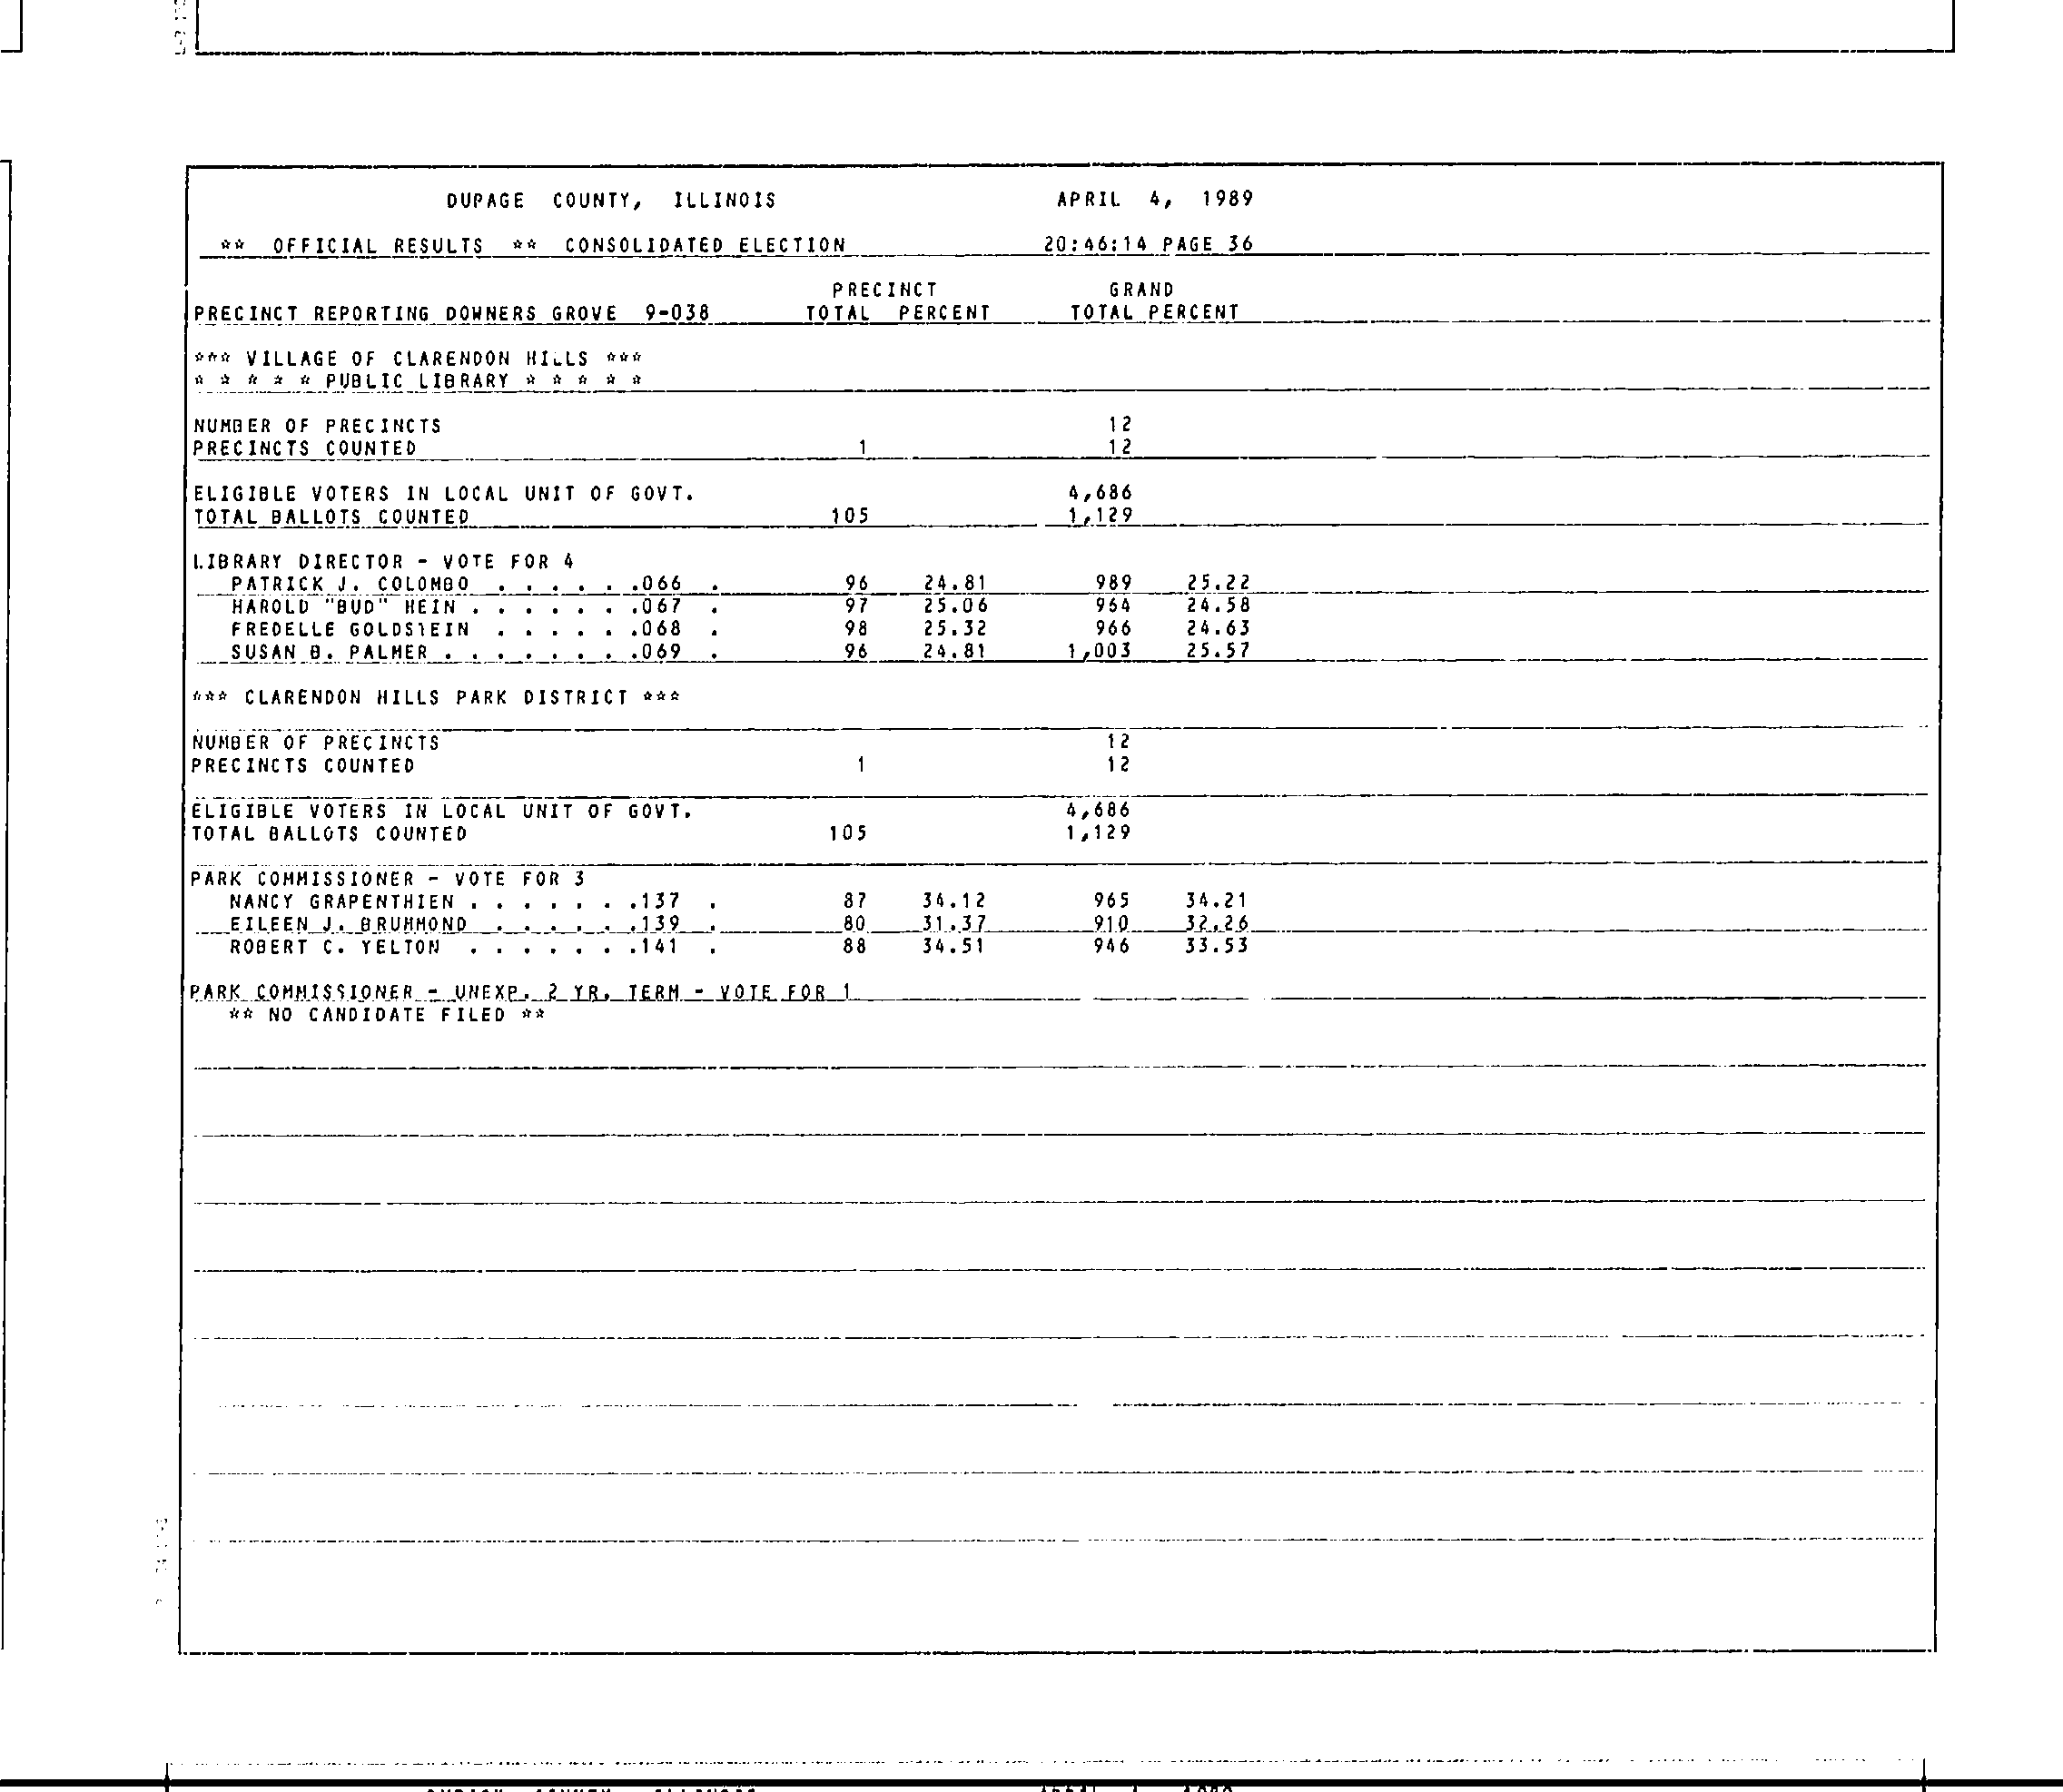 DUPAGE COUNTY, ILLINOIS APRIL 4, 1989
** OFFICIAL RESULTS ** CONSOLIDATED ELECTION 20:46:14 PAGE 36
PRECINCT GRAND
PRECINCT REPORTING DOWNERS GROVE 9-038 TOTAL PERCENT TOTAL PERCENT
*** VILLAGE OF CLARENDON HILLS ***
* * * * * PUBLIC LIBRARY * * * * *
NUMBER OF PRECINCTS 12
PRECINCTS COUNTED 1 12
ELIGIBLE VOTERS IN LOCAL UNIT OF GOVT. 4,686
TOTAL BALLOTS COUNTED 105 1,129
LIBRARY DIRECTOR - VOTE FOR 4
PATRICK J. COLOMBO . . . . . .066 . 96 24.81 989 25.22
HAROLD "BUD" HEIN . . . . . . .067 . 97 25.06 964 24.58
FREDELLE GOLDSTEIN . . . . . .068 . 98 25.32 966 24.63
SUSAN B. PALMER . . . . . . . .069 . 96 24.81 1,003 25.57
*** CLARENDON HILLS PARK DISTRICT ***
NUMBER OF PRECINCTS 12
PRECINCTS COUNTED 1 12
ELIGIBLE VOTERS IN LOCAL UNIT OF GOVT. 4,686
TOTAL BALLOTS COUNTED 105 1,129
PARK COMMISSIONER - VOTE FOR 3
NANCY GRAPENTHIEN . . . . . . .137 . 87 34.12 965 34.21
EILEEN J. BRUMMOND . . . . . .139 . 80 31.37 910 32.26
ROBERT C. YELTON . . . . . . .141 . 88 34.51 946 33.53
PARK COMMISSIONER - UNEXP. 2 YR. TERM - VOTE FOR 1
** NO CANDIDATE FILED **